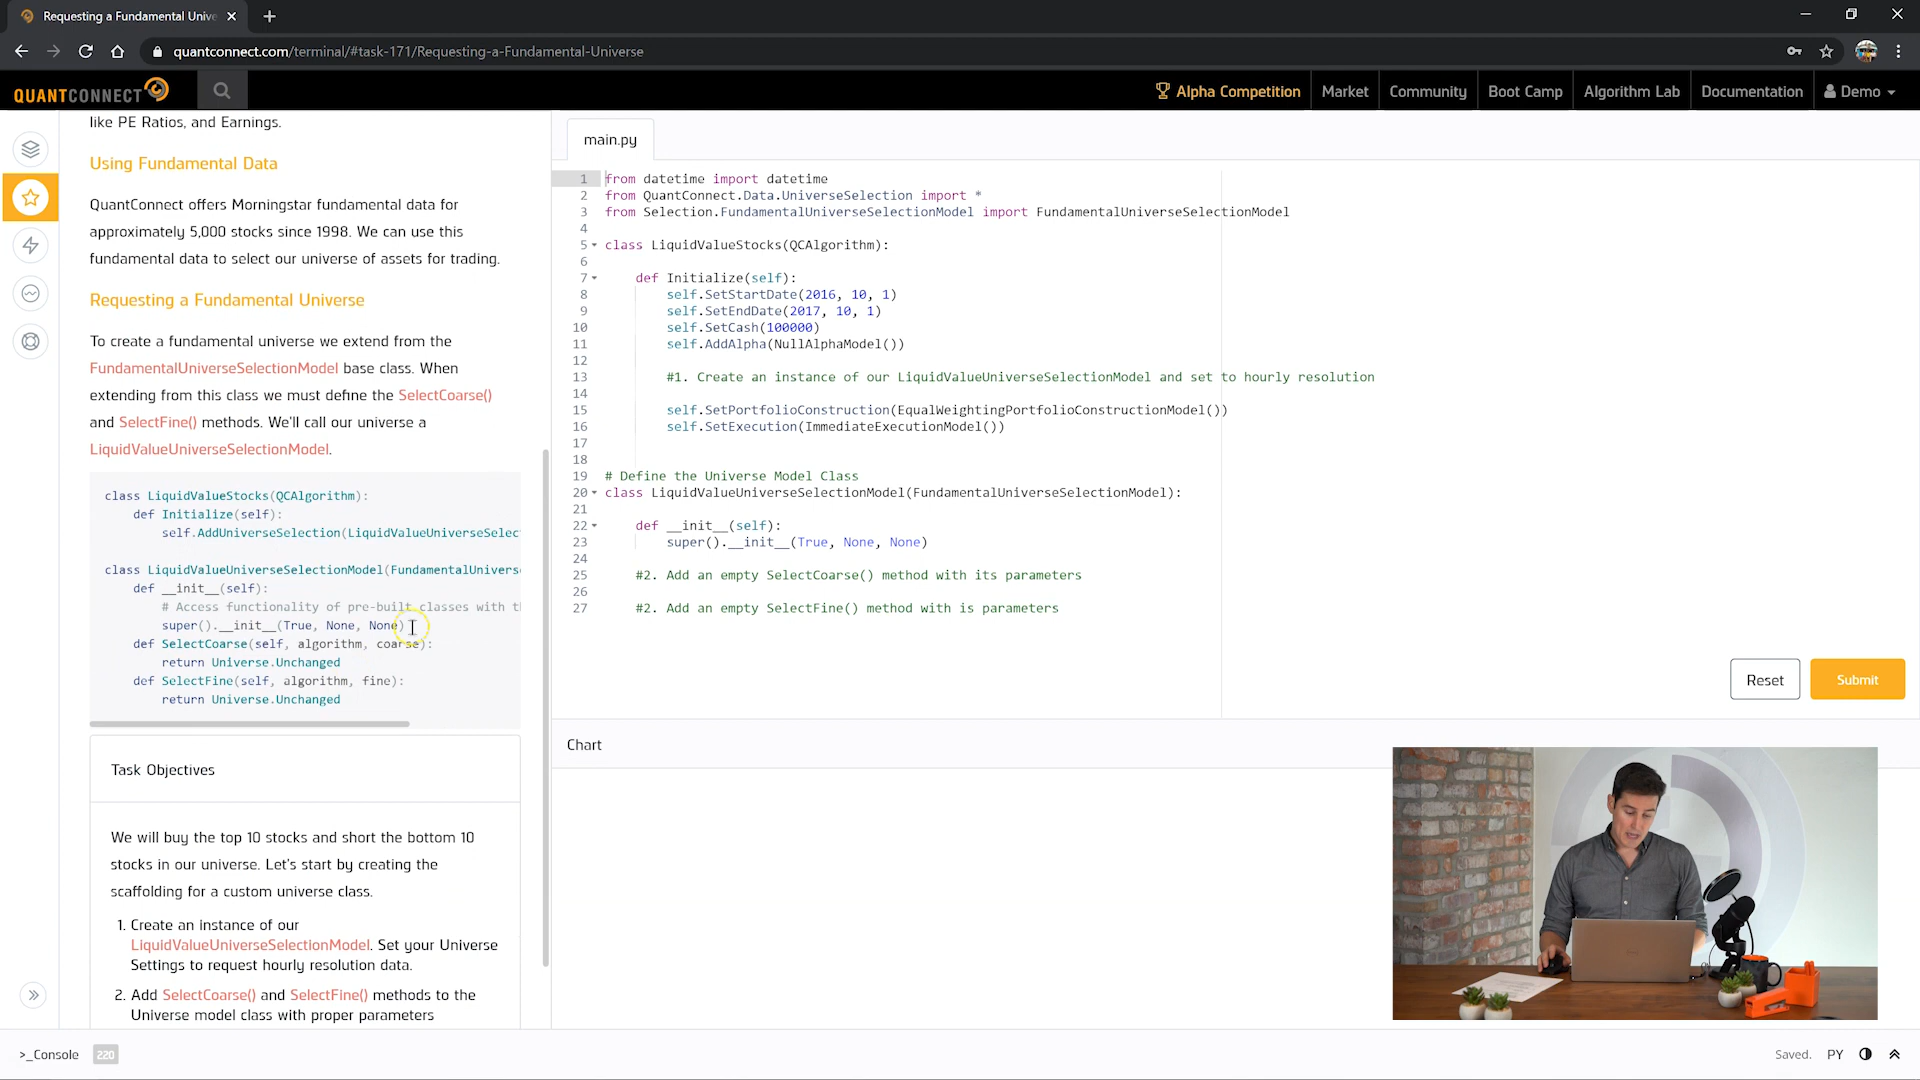 Requesting a Fundamental Unive
quantconnect.com/terminal/#task-171/Requesting-a-Fundamental-Universe
QUANTCONNECT
Alpha Competition
Market
Community
Boot Camp
Algorithm Lab
Documentation
Demo
like PE Ratios, and Earnings.
Using Fundamental Data
QuantConnect offers Morningstar fundamental data for
approximately 5,000 stocks since 1998. We can use this
fundamental data to select our universe of assets for trading.
Requesting a Fundamental Universe
To create a fundamental universe we extend from the
FundamentalUniverseSelectionModel base class. When
extending from this class we must define the SelectCoarse()
and SelectFine() methods. We'll call our universe a
LiquidValueUniverseSelectionModel.
class LiquidValueStocks(QCAlgorithm):
def Initialize(self):
self.AddUniverseSelection(LiquidValueUniverseSelec
class LiquidValueUniverseSelectionModel(FundamentalUnivers
def __init__(self):
# Access functionality of pre-built classes with th
super().__init__(True, None, None)
def SelectCoarse(self, algorithm, coarse):
return Universe.Unchanged
def SelectFine(self, algorithm, fine):
return Universe.Unchanged
Task Objectives
We will buy the top 10 stocks and short the bottom 10
stocks in our universe. Let's start by creating the
scaffolding for a custom universe class.
1. Create an instance of our
LiquidValueUniverseSelectionModel. Set your Universe
Settings to request hourly resolution data.
2. Add SelectCoarse() and SelectFine() methods to the
Universe model class with proper parameters
main.py
1 from datetime import datetime
2 from QuantConnect.Data.UniverseSelection import *
3 from Selection.FundamentalUniverseSelectionModel import FundamentalUniverseSelectionModel
4
5 class LiquidValueStocks(QCAlgorithm):
6
7 def Initialize(self):
8 self.SetStartDate(2016, 10, 1)
9 self.SetEndDate(2017, 10, 1)
10 self.SetCash(100000)
11 self.AddAlpha(NullAlphaModel())
12
13 #1. Create an instance of our LiquidValueUniverseSelectionModel and set to hourly resolution
14
15 self.SetPortfolioConstruction(EqualWeightingPortfolioConstructionModel())
16 self.SetExecution(ImmediateExecutionModel())
17
18
19 # Define the Universe Model Class
20 class LiquidValueUniverseSelectionModel(FundamentalUniverseSelectionModel):
21
22 def __init__(self):
23 super().__init__(True, None, None)
24
25 #2. Add an empty SelectCoarse() method with its parameters
26
27 #2. Add an empty SelectFine() method with is parameters
Reset
Submit
Chart
>_Console
220
Saved.
PY